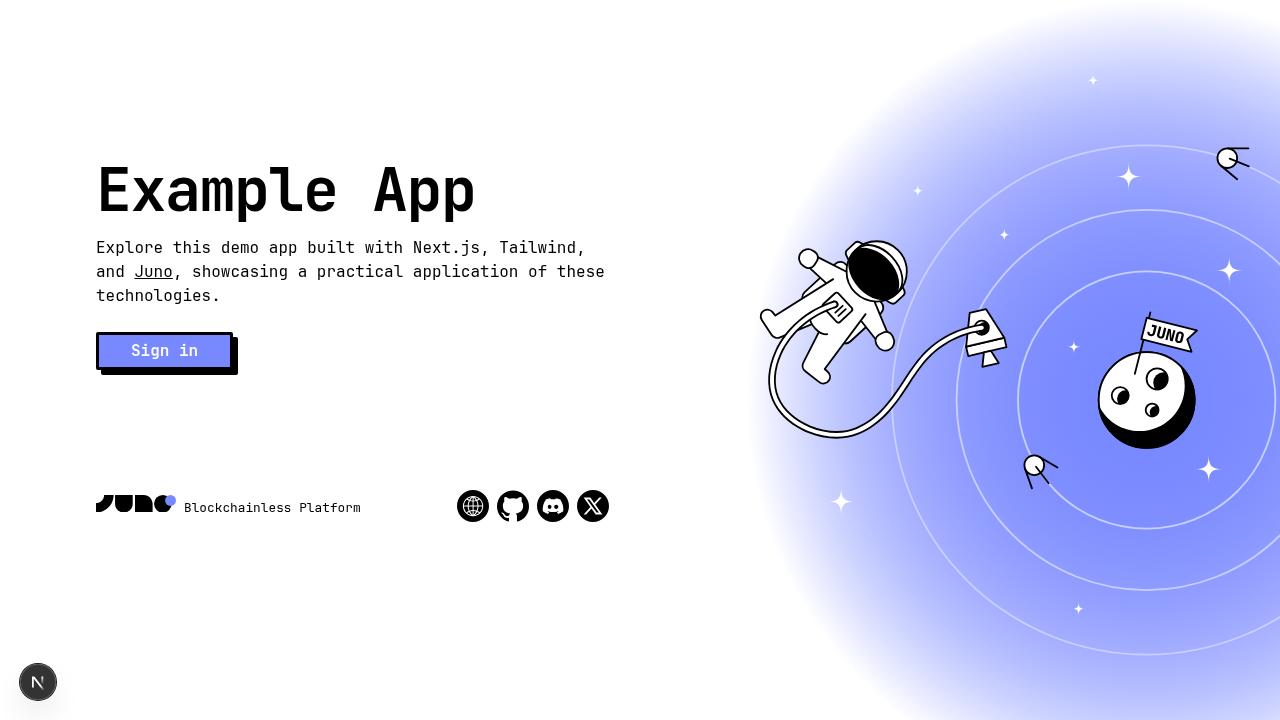 Example App
Explore this demo app built with Next.js, Tailwind,
and Juno, showcasing a practical application of these
technologies.
Sign in
JUNO
JUNO Blockchainless Platform
N